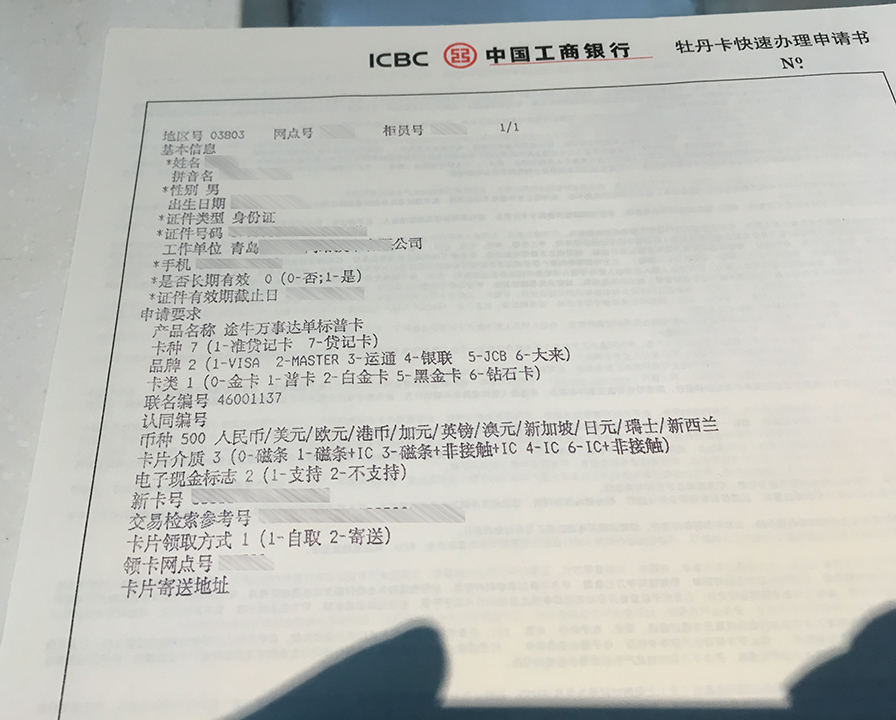 ICBC 中国工商银行 牡丹卡快速办理申请书
№
地区号 03803 网点号 柜员号 1/1
基本信息
*姓名
拼音名
*性别 男
出生日期
*证件类型 身份证
*证件号码
工作单位 青岛 公司
*手机
*是否长期有效 0 (0-否;1-是)
*证件有效期截止日
申请要求
产品名称 途牛万事达单标普卡
卡种 7 (1-准贷记卡 7-贷记卡)
品牌 2 (1-VISA 2-MASTER 3-运通 4-银联 5-JCB 6-大来)
卡类 1 (0-金卡 1-普卡 2-白金卡 5-黑金卡 6-钻石卡)
联名编号 46001137
认同编号
币种 500 人民币/美元/欧元/港币/加元/英镑/澳元/新加坡/日元/瑞士/新西兰
卡片介质 3 (0-磁条 1-磁条+IC 3-磁条+非接触+IC 4-IC 6-IC+非接触)
电子现金标志 2 (1-支持 2-不支持)
新卡号
交易检索参考号
卡片领取方式 1 (1-自取 2-寄送)
领卡网点号
卡片寄送地址